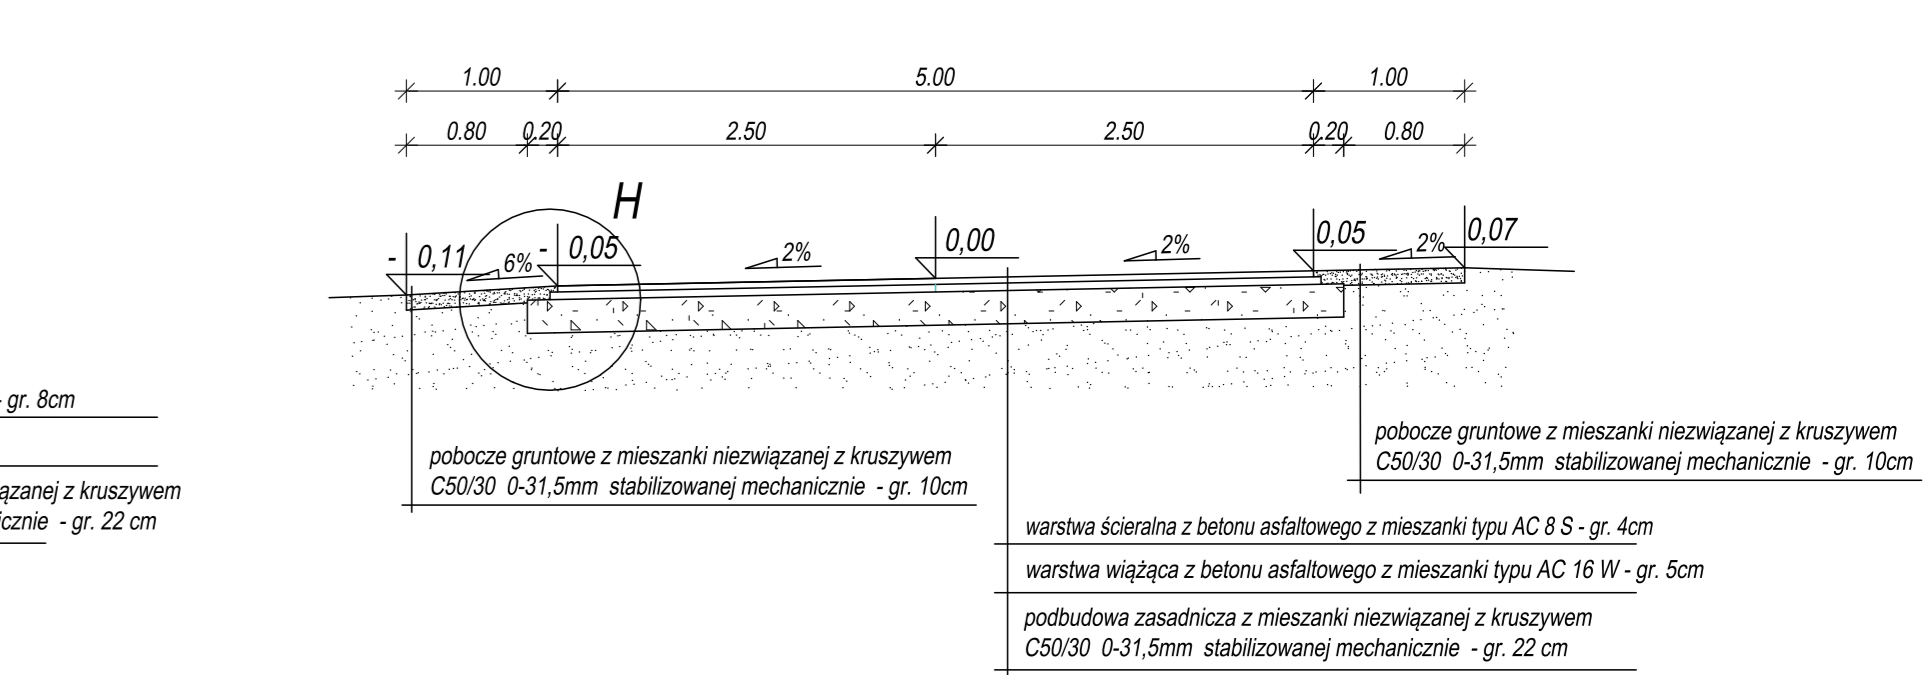 1.00 5.00 1.00
0.80 0.20 2.50 2.50 0.20 0.80
H
- 0,11 6% - 0,05 2% 0,00 2% 0,05 2% 0,07
- gr. 8cm
ązanej z kruszywem
icznie - gr. 22 cm
pobocze gruntowe z mieszanki niezwiązanej z kruszywem
C50/30 0-31,5mm stabilizowanej mechanicznie - gr. 10cm
pobocze gruntowe z mieszanki niezwiązanej z kruszywem
C50/30 0-31,5mm stabilizowanej mechanicznie - gr. 10cm
warstwa ścieralna z betonu asfaltowego z mieszanki typu AC 8 S - gr. 4cm
warstwa wiążąca z betonu asfaltowego z mieszanki typu AC 16 W - gr. 5cm
podbudowa zasadnicza z mieszanki niezwiązanej z kruszywem
C50/30 0-31,5mm stabilizowanej mechanicznie - gr. 22 cm